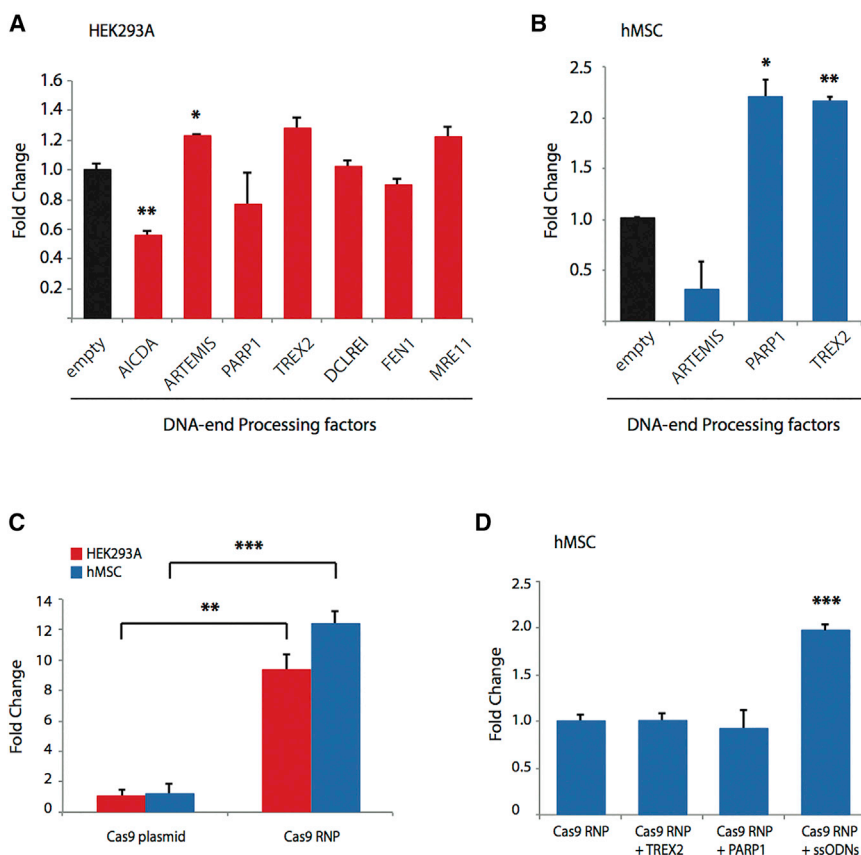 A
HEK293A
Fold Change
1.6
1.4
1.2
1.0
0.8
0.6
0.4
0.2
**
*
empty
AICDA
ARTEMIS
PARP1
TREX2
DCLREI
FEN1
MRE11
DNA-end Processing factors
B
hMSC
Fold Change
2.5
2.0
1.0
0.5
*
**
empty
ARTEMIS
PARP1
TREX2
DNA-end Processing factors
C
HEK293A
hMSC
***
**
Fold Change
14
12
10
8
6
4
2
0
Cas9 plasmid
Cas9 RNP
D
hMSC
Fold Change
2.5
2.0
1.5
1.0
0.5
0
***
Cas9 RNP
Cas9 RNP
+ TREX2
Cas9 RNP
+ PARP1
Cas9 RNP
+ ssODNs